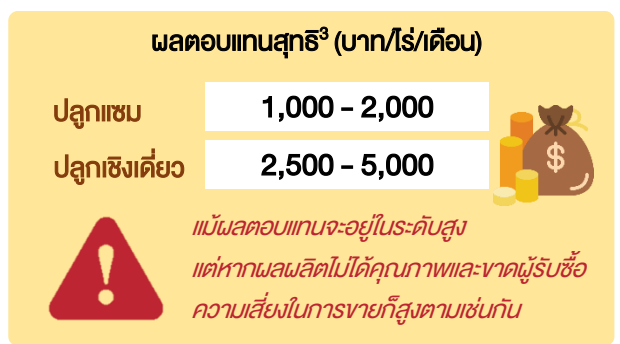 ผลตอบแทนสุทธิ³ (บาท/ไร่/เดือน)
ปลูกแซม 1,000 - 2,000
ปลูกเชิงเดี่ยว 2,500 - 5,000
$
แม้ผลตอบแทนจะอยู่ในระดับสูง
แต่หากผลผลิตไม่ได้คุณภาพและขาดผู้รับซื้อ
ความเสี่ยงในการขายก็สูงตามเช่นกัน